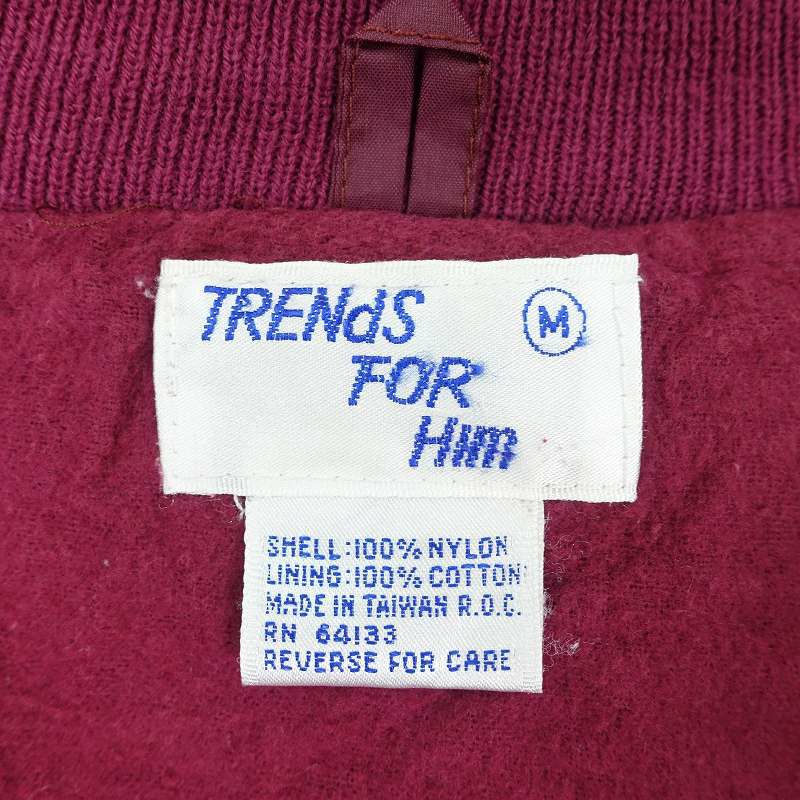 TRENdS M
FOR
Him
SHELL:100% NYLON
LINING:100% COTTON
MADE IN TAIWAN R.O.C.
RN 64133
REVERSE FOR CARE